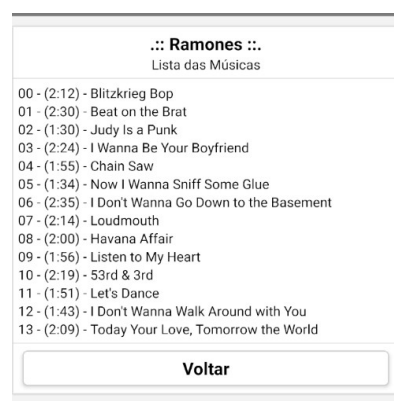 .:: Ramones ::.
Lista das Músicas
00 - (2:12) - Blitzkrieg Bop
01 - (2:30) - Beat on the Brat
02 - (1:30) - Judy Is a Punk
03 - (2:24) - I Wanna Be Your Boyfriend
04 - (1:55) - Chain Saw
05 - (1:34) - Now I Wanna Sniff Some Glue
06 - (2:35) - I Don't Wanna Go Down to the Basement
07 - (2:14) - Loudmouth
08 - (2:00) - Havana Affair
09 - (1:56) - Listen to My Heart
10 - (2:19) - 53rd & 3rd
11 - (1:51) - Let's Dance
12 - (1:43) - I Don't Wanna Walk Around with You
13 - (2:09) - Today Your Love, Tomorrow the World
Voltar